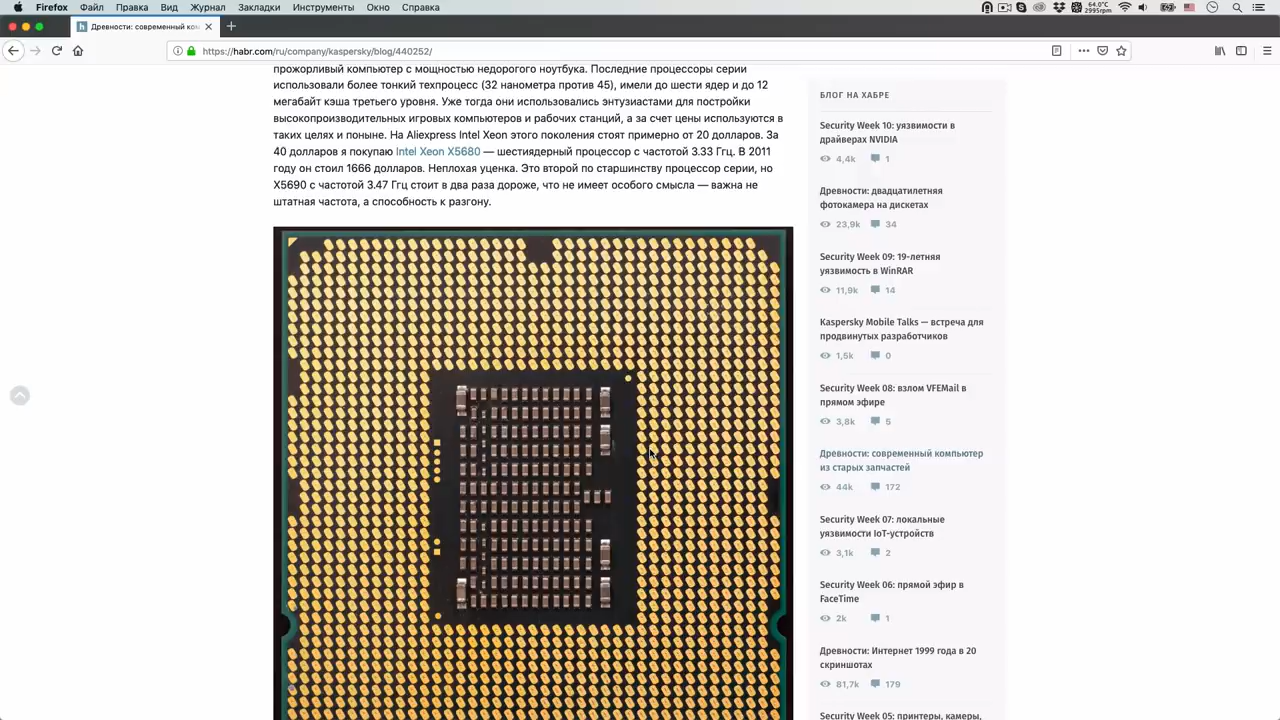 Firefox Файл Правка Вид Журнал Закладки Инструменты Окно Справка
64.0°C
2995rpm
Древности: современный ком
https://habr.com/ru/company/kaspersky/blog/440252/
прожорливый компьютер с мощностью недорогого ноутбука. Последние процессоры серии
использовали более тонкий техпроцесс (32 нанометра против 45), имели до шести ядер и до 12
мегабайт кэша третьего уровня. Уже тогда они использовались энтузиастами для постройки
высокопроизводительных игровых компьютеров и рабочих станций, а за счет цены используются в
таких целях и поныне. На Aliexpress Intel Xeon этого поколения стоят примерно от 20 долларов. За
40 долларов я покупаю Intel Xeon X5680 — шестиядерный процессор с частотой 3.33 Ггц. В 2011
году он стоил 1666 долларов. Неплохая уценка. Это второй по старшинству процессор серии, но
X5690 с частотой 3.47 Ггц стоит в два раза дороже, что не имеет особого смысла — важна не
штатная частота, а способность к разгону.
БЛОГ НА ХАБРЕ
Security Week 10: уязвимости в
драйверах NVIDIA
4,4k 1
Древности: двадцатилетняя
фотокамера на дискетах
23,9k 34
Security Week 09: 19-летняя
уязвимость в WinRAR
11,9k 14
Kaspersky Mobile Talks — встреча для
продвинутых разработчиков
1,5k 0
Security Week 08: взлом VFEMail в
прямом эфире
3,8k 5
Древности: современный компьютер
из старых запчастей
44k 172
Security Week 07: локальные
уязвимости IoT-устройств
3,1k 2
Security Week 06: прямой эфир в
FaceTime
2k 1
Древности: Интернет 1999 года в 20
скриншотах
81,7k 179
Security Week 05: принтеры, камеры,